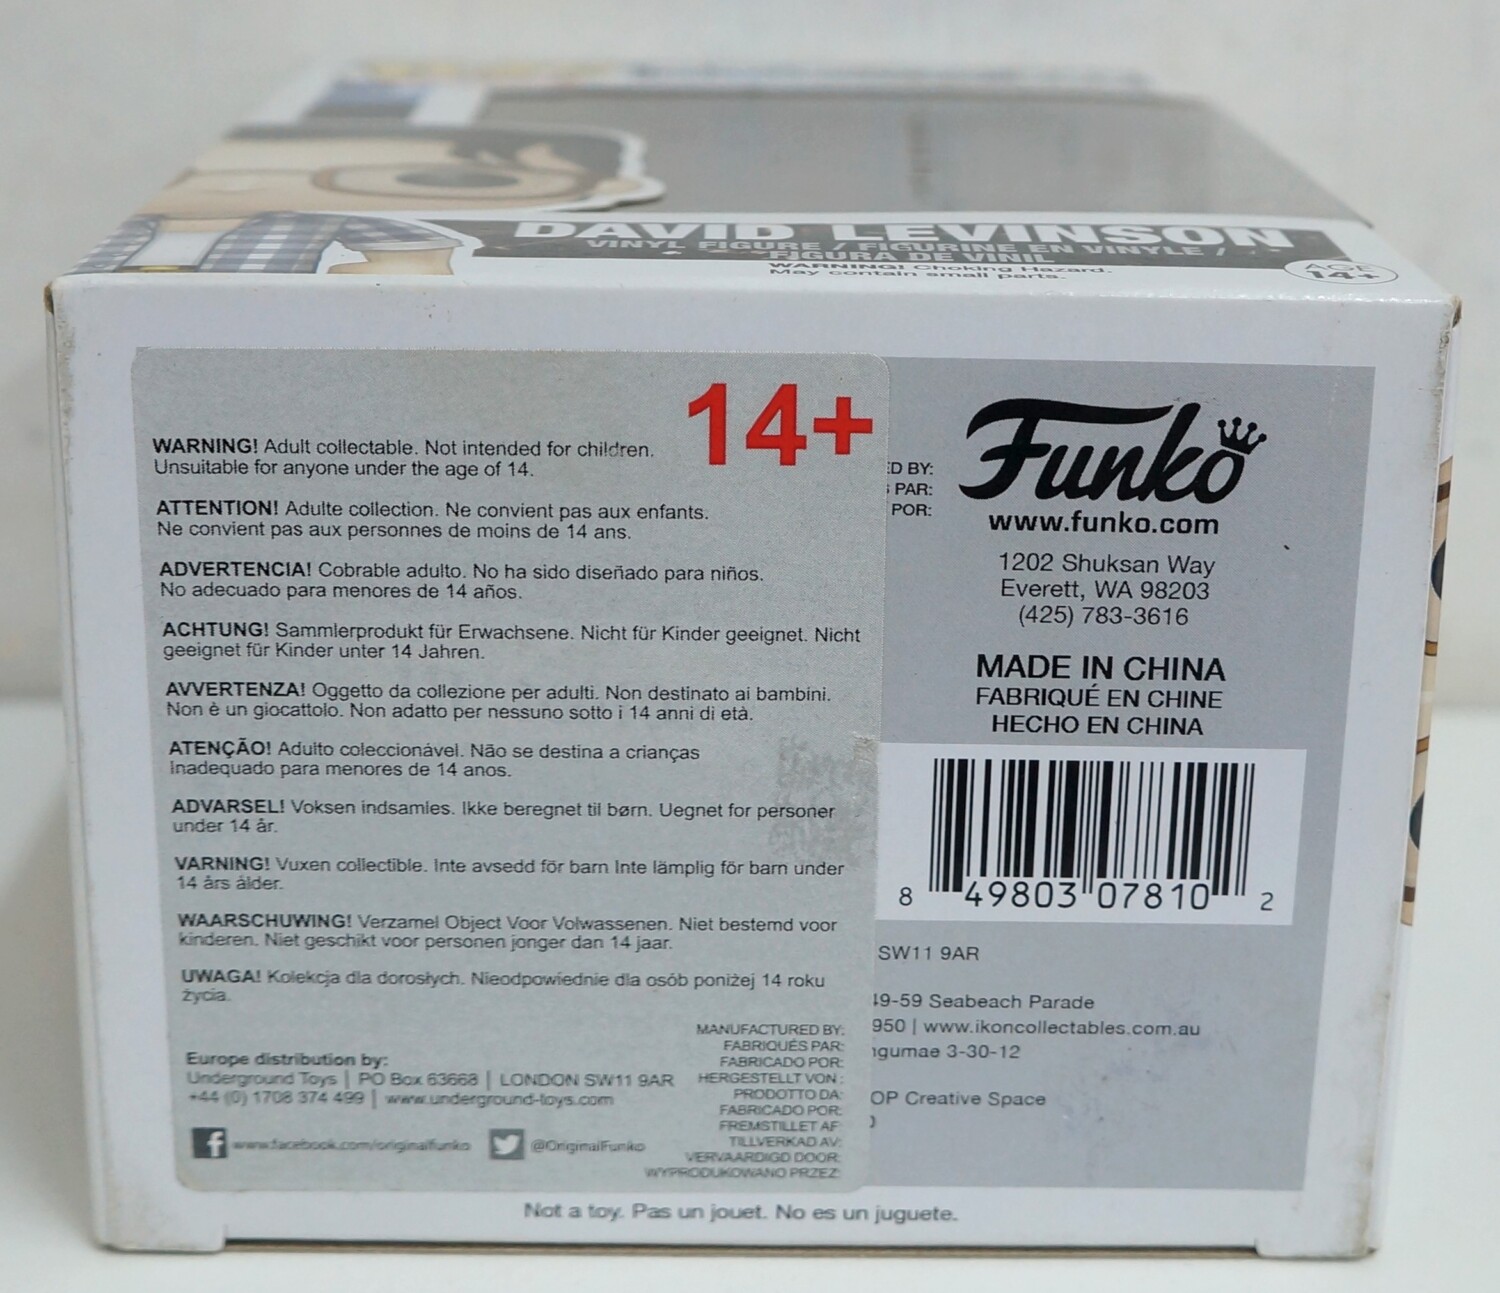 DAVID LEVINSON
VINYL FIGURE / FIGURINE EN VINYLE /
FIGURA DE VINIL
WARNING! Choking Hazard.
May contain small parts.
AGE
14+
14+
WARNING! Adult collectable. Not intended for children.
Unsuitable for anyone under the age of 14.
ATTENTION! Adulte collection. Ne convient pas aux enfants.
Ne convient pas aux personnes de moins de 14 ans.
ADVERTENCIA! Cobrable adulto. No ha sido diseñado para niños.
No adecuado para menores de 14 años.
ACHTUNG! Sammlerprodukt für Erwachsene. Nicht für Kinder geeignet. Nicht
geeignet für Kinder unter 14 Jahren.
AVVERTENZA! Oggetto da collezione per adulti. Non destinato ai bambini.
Non è un giocattolo. Non adatto per nessuno sotto i 14 anni di età.
ATENÇÃO! Adulto coleccionável. Não se destina a crianças
Inadequado para menores de 14 anos.
ADVARSEL! Voksen indsamles. Ikke beregnet til børn. Uegnet for personer
under 14 år.
VARNING! Vuxen collectible. Inte avsedd för barn Inte lämplig för barn under
14 års ålder.
WAARSCHUWING! Verzamel Object Voor Volwassenen. Niet bestemd voor
kinderen. Niet geschikt voor personen jonger dan 14 jaar.
UWAGA! Kolekcja dla dorosłych. Nieodpowiednie dla osób poniżej 14 roku
życia.
Europe distribution by:
Underground Toys | PO Box 63668 | LONDON SW11 9AR
+44 (0) 1708 374 499 | www.underground-toys.com
www.facebook.com/originalfunko
@OriginalFunko
MANUFACTURED BY:
FABRIQUÉS PAR:
FABRICADO POR:
HERGESTELLT VON:
PRODOTTO DA:
FABRICADO POR:
FREMSTILLET AF
TILLVERKAD AV:
VERVAARDIGD DOOR:
WYPRODUKOWANO PRZEZ:
D BY:
PAR:
POR:
Funko
www.funko.com
1202 Shuksan Way
Everett, WA 98203
(425) 783-3616
MADE IN CHINA
FABRIQUÉ EN CHINE
HECHO EN CHINA
8 49803 07810 2
SW11 9AR
49-59 Seabeach Parade
950 | www.ikoncollectables.com.au
ngumae 3-30-12
OP Creative Space
Not a toy. Pas un jouet. No es un juguete.